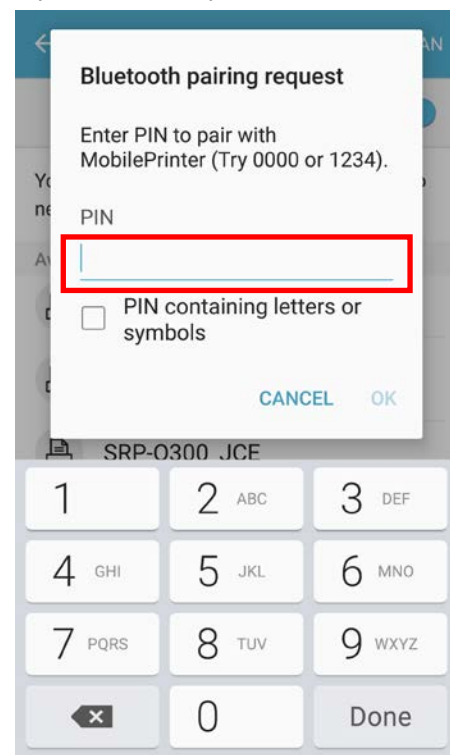 AN
Bluetooth pairing request
Enter PIN to pair with
MobilePrinter (Try 0000 or 1234).
PIN
PIN containing letters or
symbols
CANCEL OK
SRP-Q300_JCE
1 2 ABC 3 DEF
4 GHI 5 JKL 6 MNO
7 PQRS 8 TUV 9 WXYZ
0 Done